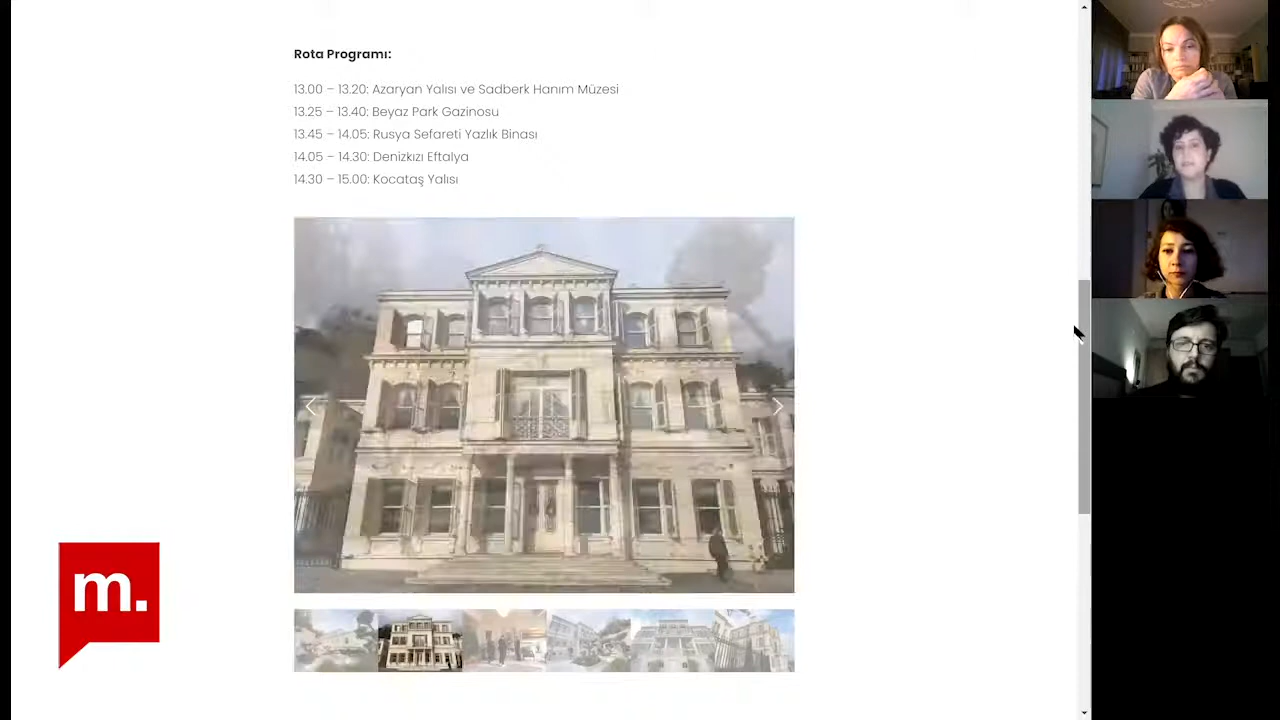 Rota Programı:
13.00 – 13.20: Azaryan Yalısı ve Sadberk Hanım Müzesi
13.25 – 13.40: Beyaz Park Gazinosu
13.45 – 14.05: Rusya Sefareti Yazlık Binası
14.05 – 14.30: Denizkızı Eftalya
14.30 – 15.00: Kocataş Yalısı
m.